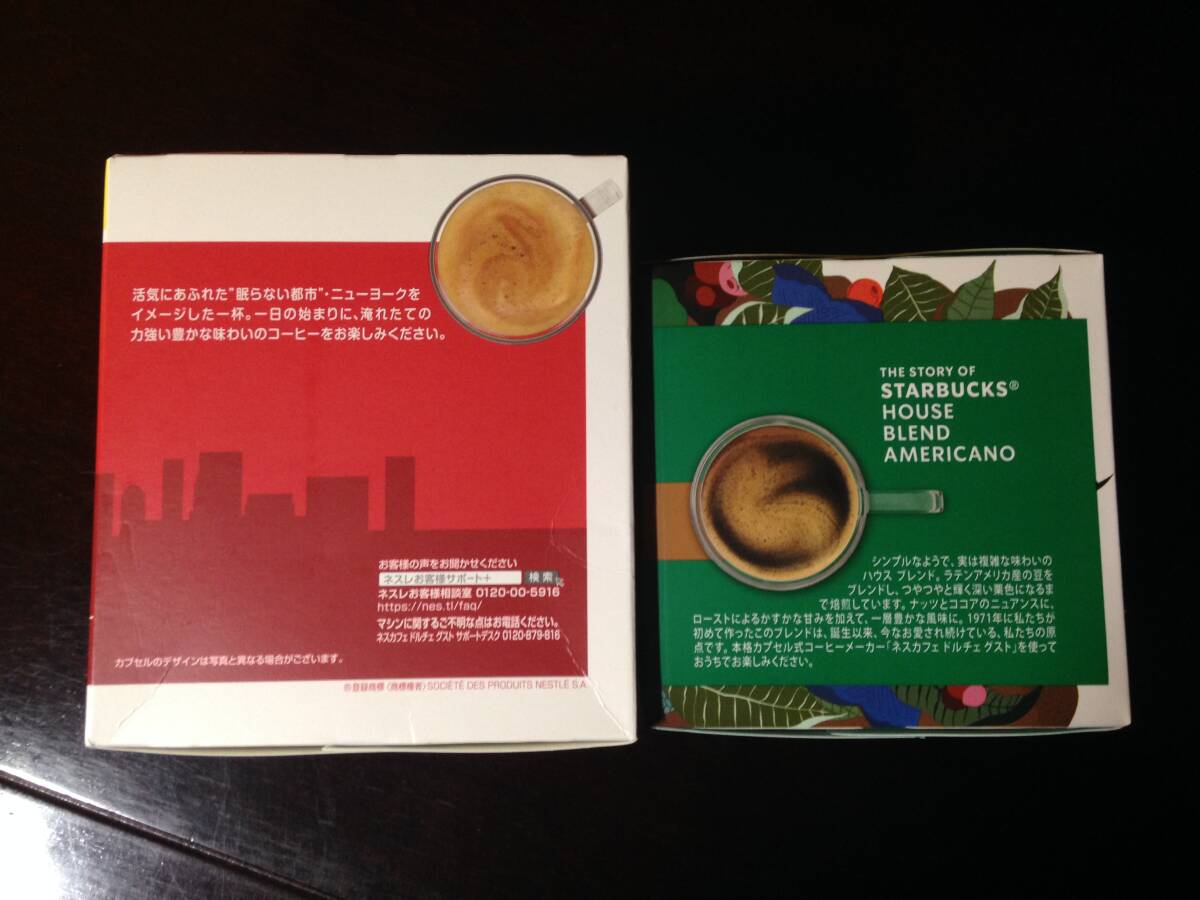 活気にあふれた"眠らない都市"・ニューヨークを
イメージした一杯。一日の始まりに、淹れたての
力強い豊かな味わいのコーヒーをお楽しみください。
お客様の声をお聞かせください
ネスレお客様サポート+ 検索
ネスレお客様相談室 0120-00-5916
https://nes.tl/faq/
マシンに関するご不明な点はお電話ください。
ネスカフェ ドルチェ グスト サポートデスク 0120-879-816
カプセルのデザインは写真と異なる場合がございます。
®登録商標（商標権者）SOCIÉTÉ DES PRODUITS NESTLÉ S.A.
THE STORY OF
STARBUCKS®
HOUSE
BLEND
AMERICANO
シンプルなようで、実は複雑な味わいの
ハウス ブレンド。ラテンアメリカ産の豆を
ブレンドし、つやつやと輝く深い栗色になるま
で焙煎しています。ナッツとココアのニュアンスに、
ローストによるかすかな甘みを加えて、一層豊かな風味に。1971年に私たちが
初めて作ったこのブレンドは、誕生以来、今なお愛され続けている、私たちの原
点です。本格カプセル式コーヒーメーカー「ネスカフェ ドルチェ グスト」を使って
おうちでお楽しみください。